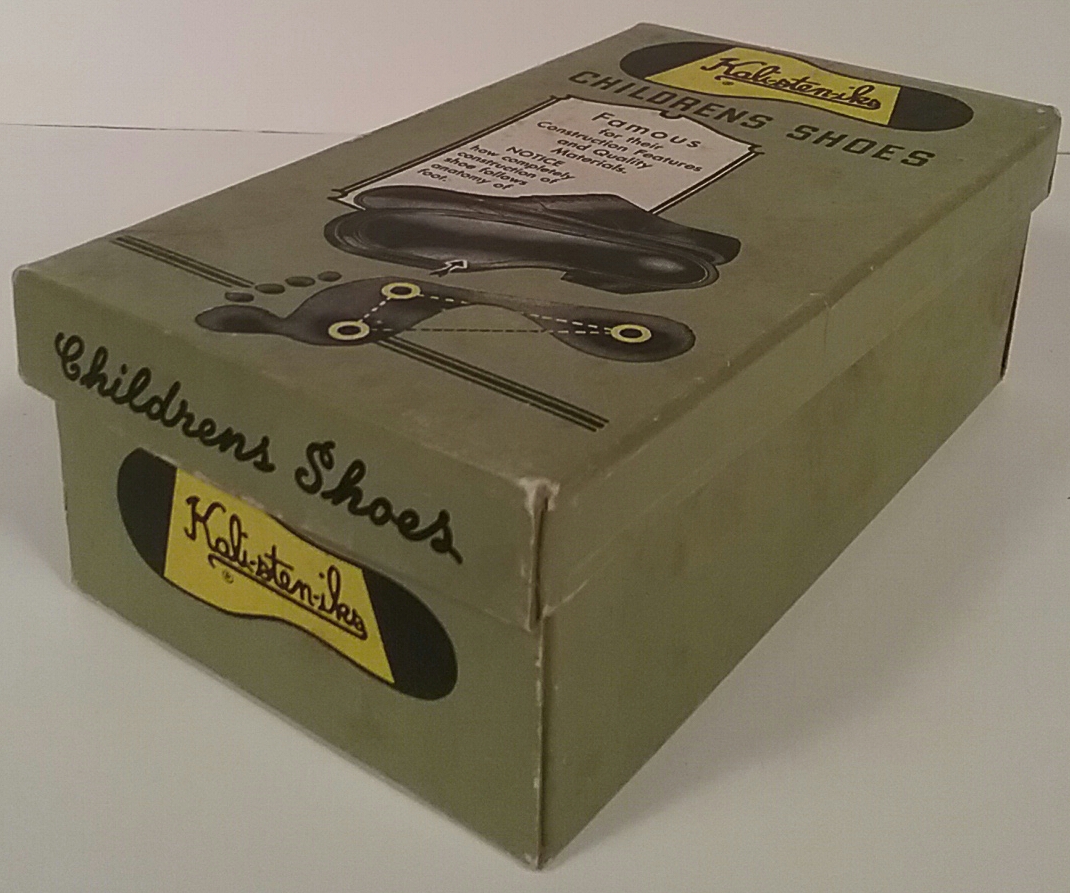 Kali-sten-iks
CHILDRENS SHOES
Famous
for their
Construction Features
and Quality
Materials.
NOTICE
how completely
construction of
shoe follows
anatomy of
foot.
Childrens Shoes
Kali-sten-iks
®